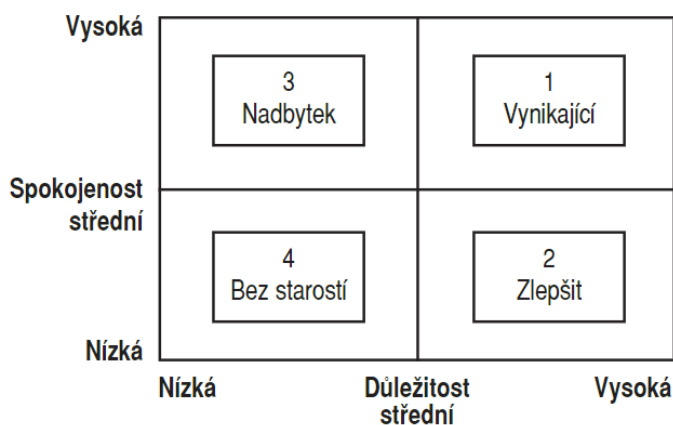 Vysoká
3
Nadbytek
1
Vynikající
Spokojenost
střední
4
Bez starostí
2
Zlepšit
Nízká
Nízká
Důležitost
střední
Vysoká